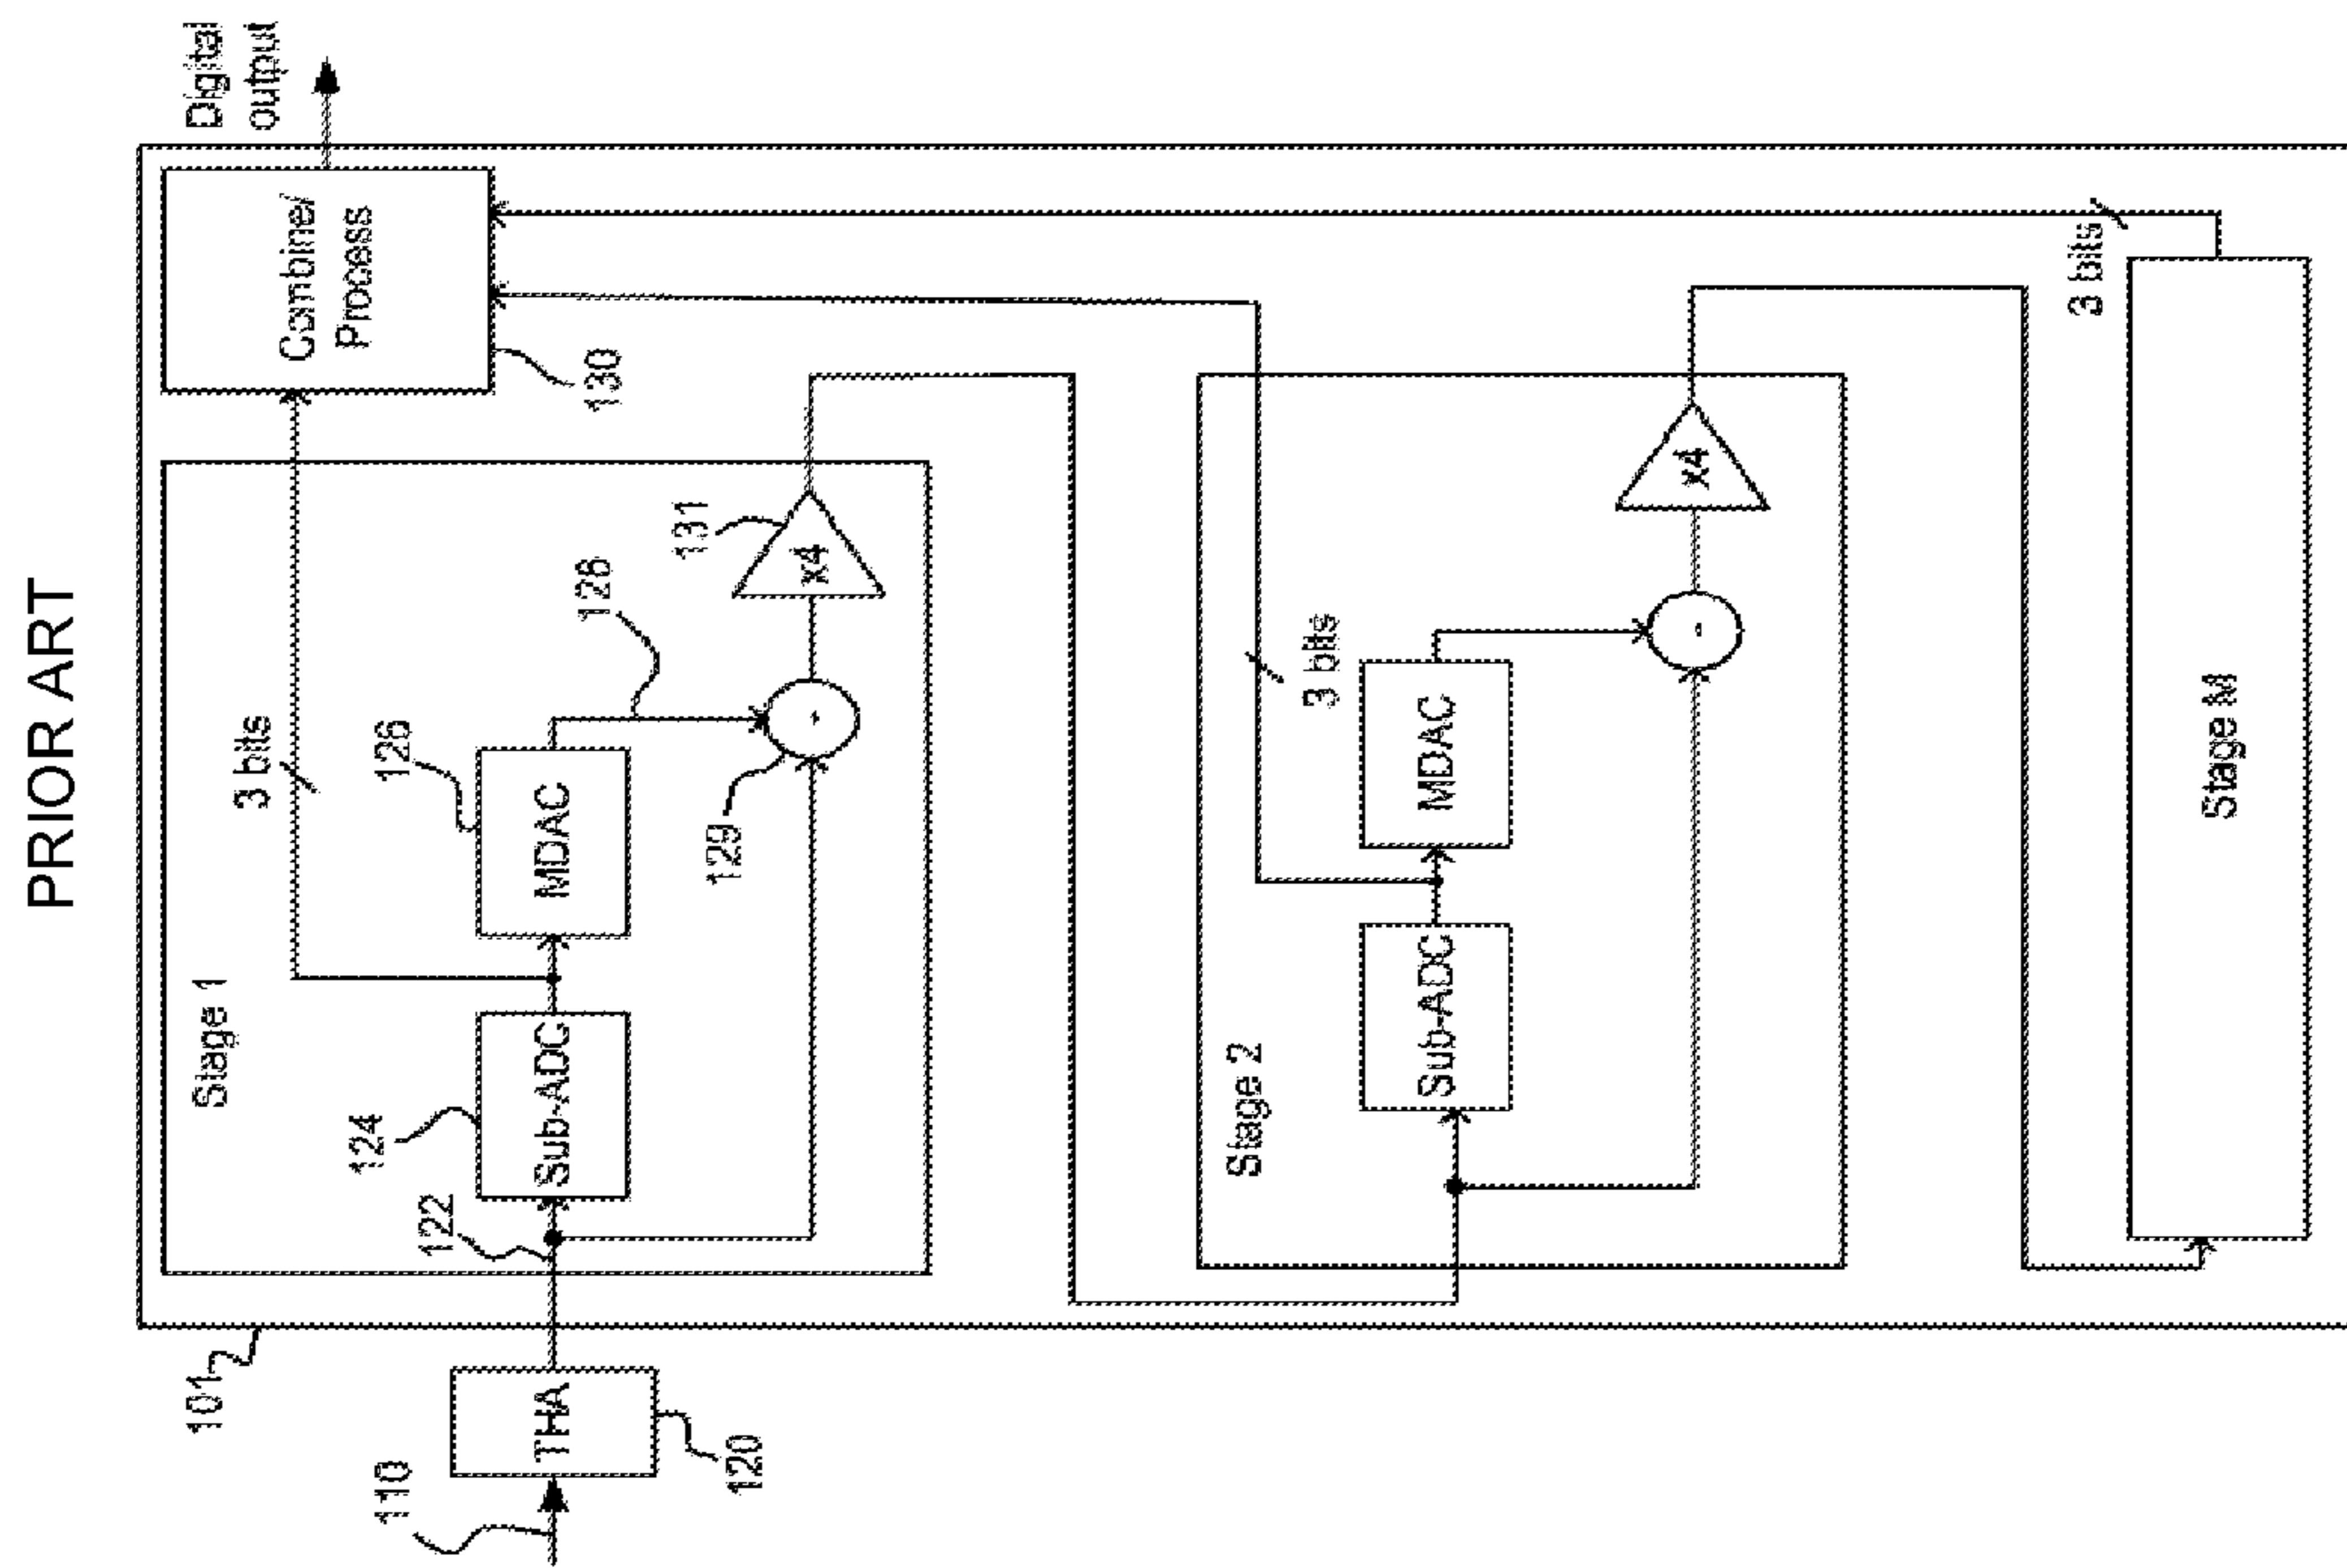 PRIOR ART
Digital
output
Combine/
Process
130
3 bits
Stage 1
131
x4
128
126
MDAC
129
124
Sub-ADC
122
101
THA
110
120
3 bits
x4
3 bits
MDAC
Sub-ADC
Stage 2
Stage M